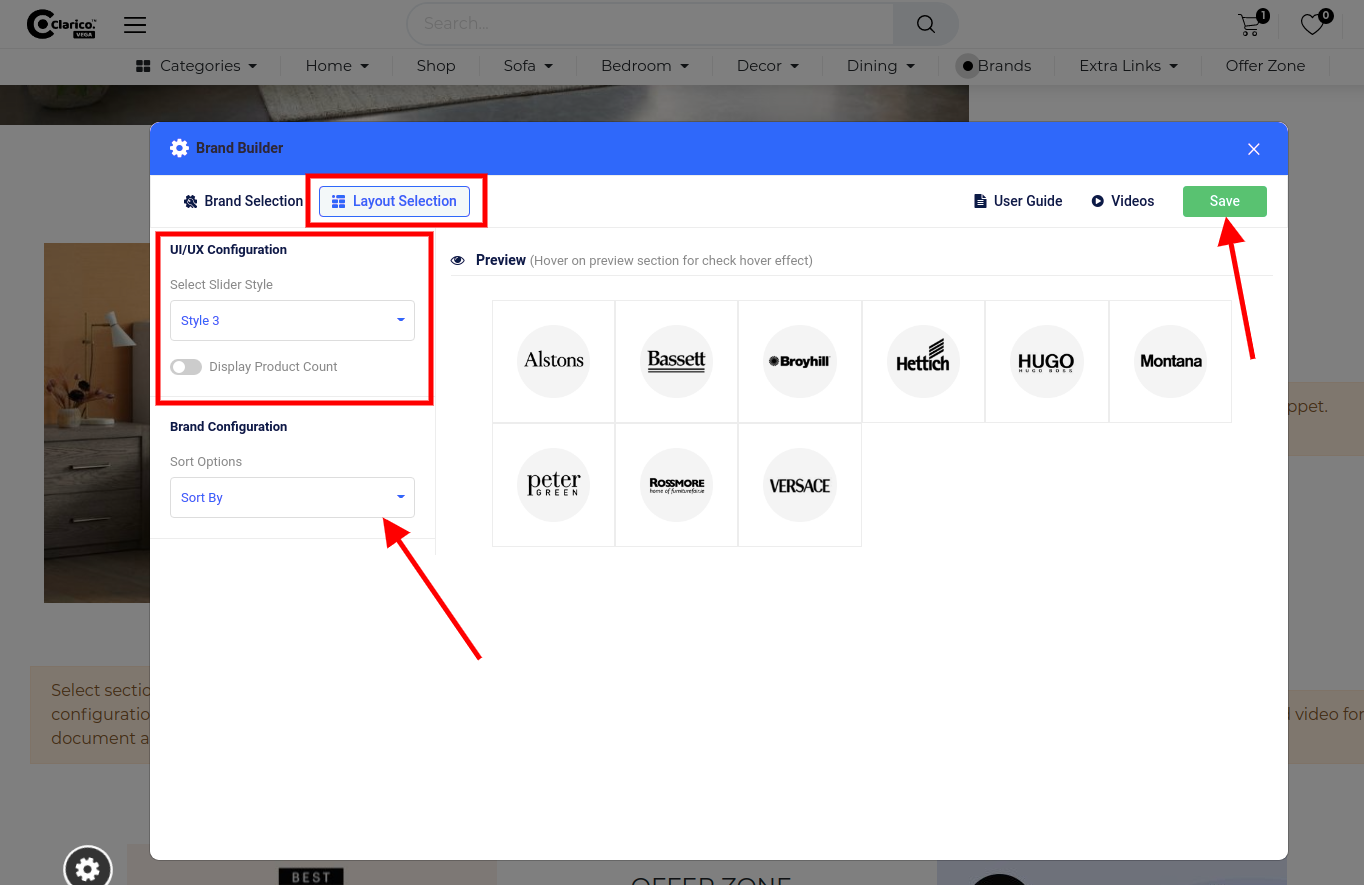 Clarico.
VEGA
Search...
1
0
Categories
Home
Shop
Sofa
Bedroom
Decor
Dining
Brands
Extra Links
Offer Zone
Brand Builder
Brand Selection
Layout Selection
User Guide
Videos
Save
UI/UX Configuration
Select Slider Style
Style 3
Display Product Count
Brand Configuration
Sort Options
Sort By
Preview (Hover on preview section for check hover effect)
Alstons
Bassett
Broyhill
Hettich
HUGO
HUGO BOSS
Montana
peter
GREEN
ROSSMORE
home of furniture
VERSACE
ppet.
Select sectio
configuratio
document a
d video for
BEST
OFFER ZONE